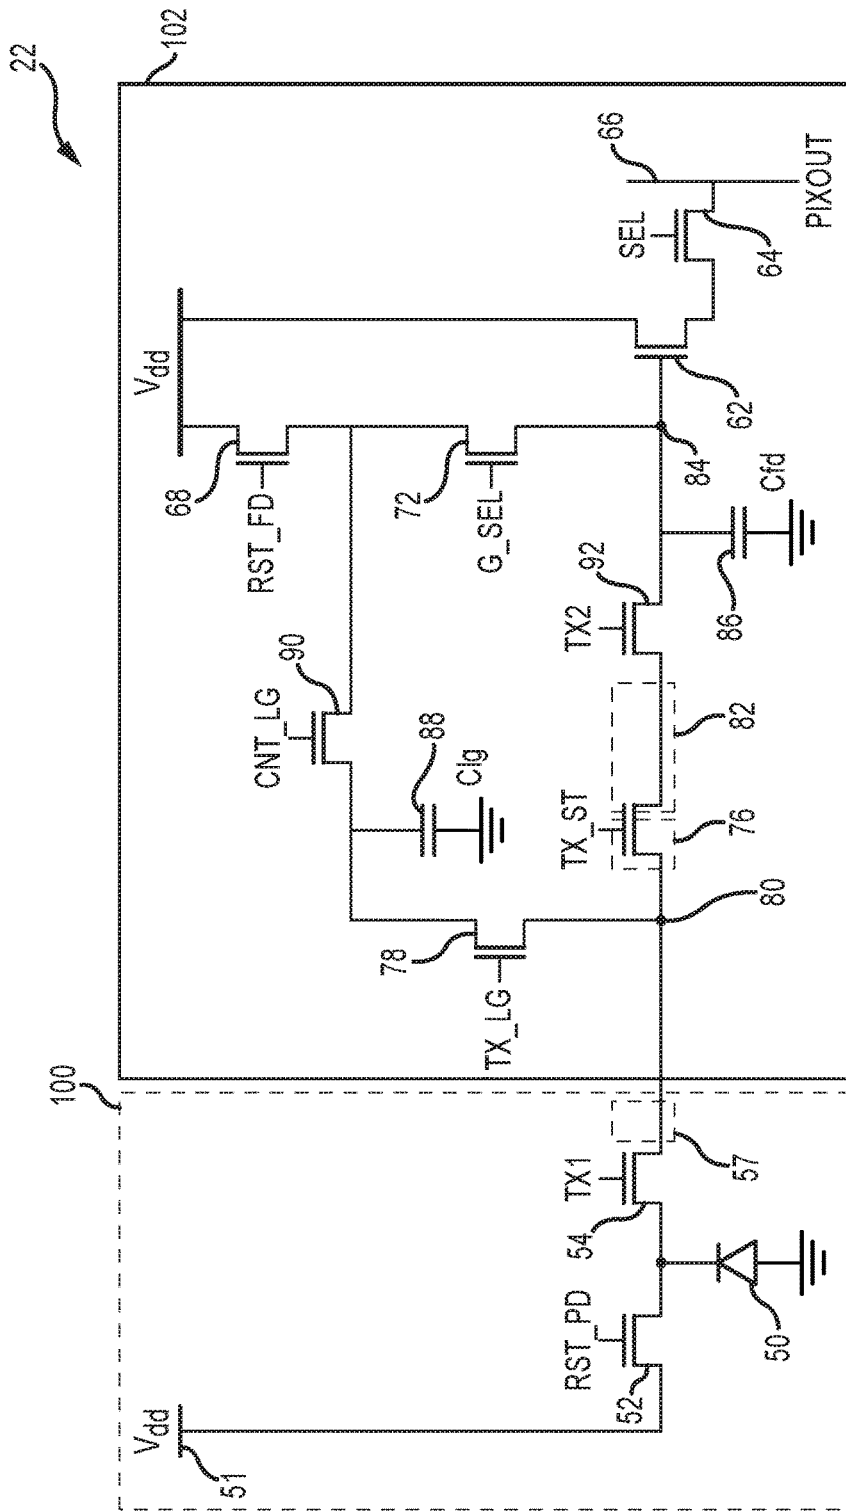 22
102
100
Vdd
51
RST_PD
52
50
TX1
54
57
TX_LG
78
80
Clg
88
CNT_LG
90
TX_ST
76
82
TX2
92
Cfd
86
84
Vdd
68
RST_FD
72
G_SEL
62
SEL
64
66
PIXOUT